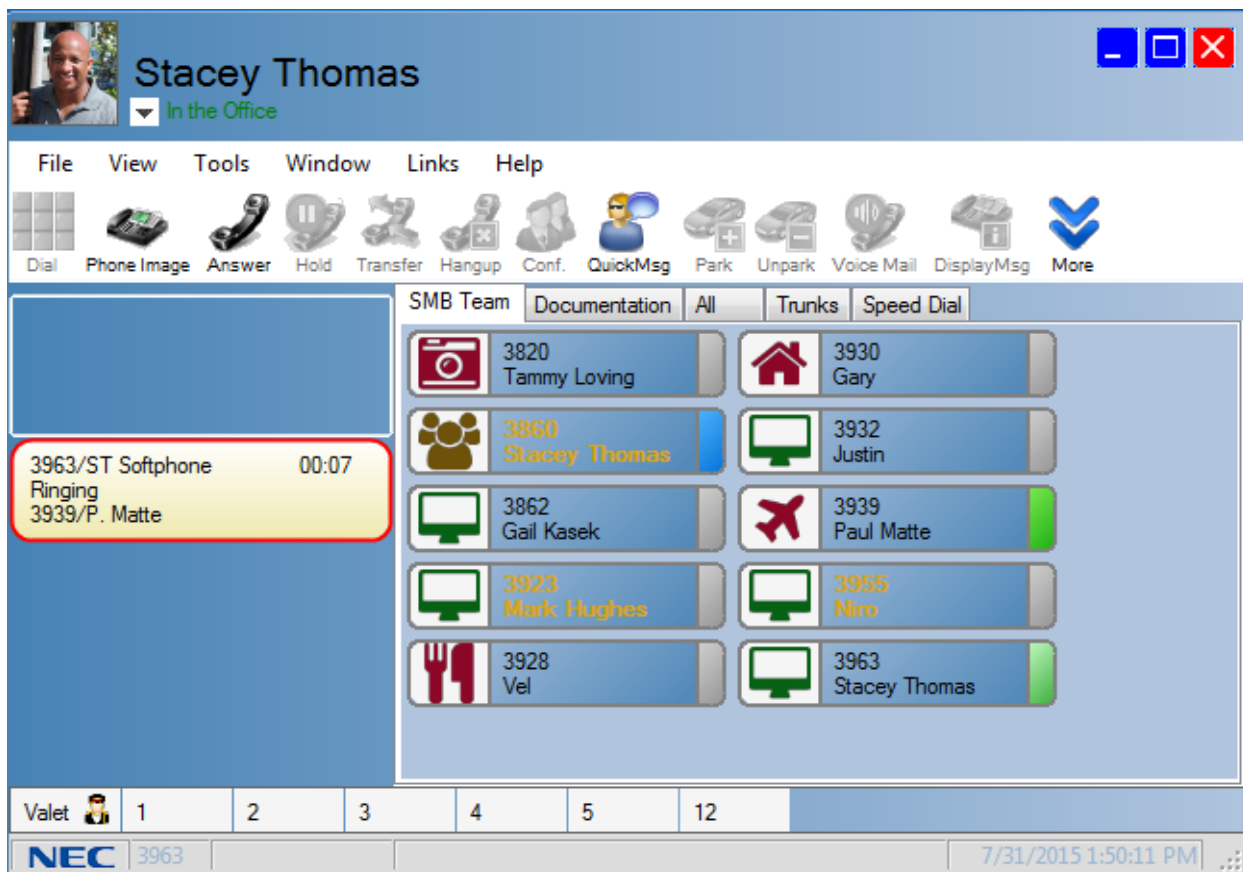 Stacey Thomas
In the Office
File View Tools Window Links Help
Dial Phone Image Answer Hold Transfer Hangup Conf. QuickMsg Park Unpark Voice Mail DisplayMsg More
SMB Team Documentation All Trunks Speed Dial
3963/ST Softphone 00:07
Ringing
3939/P. Matte
3820
Tammy Loving
3930
Gary
3860
Stacey Thomas
3932
Justin
3862
Gail Kasek
3939
Paul Matte
3923
Mark Hughes
3955
Niro
3928
Vel
3963
Stacey Thomas
Valet 1 2 3 4 5 12
NEC 3963 7/31/2015 1:50:11 PM